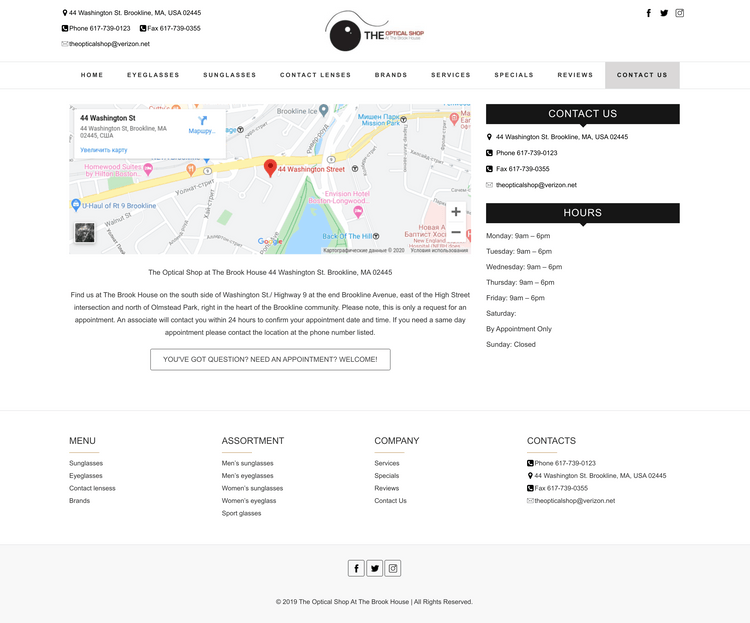 44 Washington St. Brookline, MA, USA 02445
Phone 617-739-0123
Fax 617-739-0355
theopticalshop@verizon.net
THE OPTICAL SHOP
At The Brook House
HOME
EYEGLASSES
SUNGLASSES
CONTACT LENSES
BRANDS
SERVICES
SPECIALS
REVIEWS
CONTACT US
44 Washington St
44 Washington St, Brookline, MA
02445, США
Маршру...
Увеличить карту
Brookline Ice
Мишен Парк
Mission Park
Homewood Suites
by Hilton Boston...
9
44 Washington Street
U-Haul of Rt 9 Brookline
Walnut St
Envision Hotel
Boston-Longwood...
Back Of The Hill
Новая А
Баптист Хос
New England
Google
Картографические данные © 2020
Условия использования
The Optical Shop at The Brook House 44 Washington St. Brookline, MA 02445
Find us at The Brook House on the south side of Washington St./ Highway 9 at the end Brookline Avenue, east of the High Street
intersection and north of Olmstead Park, right in the heart of the Brookline community. Please note, this is only a request for an
appointment. An associate will contact you within 24 hours to confirm your appointment date and time. If you need a same day
appointment please contact the location at the phone number listed.
YOU'VE GOT QUESTION? NEED AN APPOINTMENT? WELCOME!
CONTACT US
44 Washington St. Brookline, MA, USA 02445
Phone 617-739-0123
Fax 617-739-0355
theopticalshop@verizon.net
HOURS
Monday: 9am – 6pm
Tuesday: 9am – 6pm
Wednesday: 9am – 6pm
Thursday: 9am – 6pm
Friday: 9am – 6pm
Saturday:
By Appointment Only
Sunday: Closed
MENU
Sunglasses
Eyeglasses
Contact lensess
Brands
ASSORTMENT
Men's sunglasses
Men's eyeglasses
Women's sunglasses
Women's eyeglass
Sport glasses
COMPANY
Services
Specials
Reviews
Contact Us
CONTACTS
Phone 617-739-0123
44 Washington St. Brookline, MA, USA 02445
Fax 617-739-0355
theopticalshop@verizon.net
© 2019 The Optical Shop At The Brook House | All Rights Reserved.